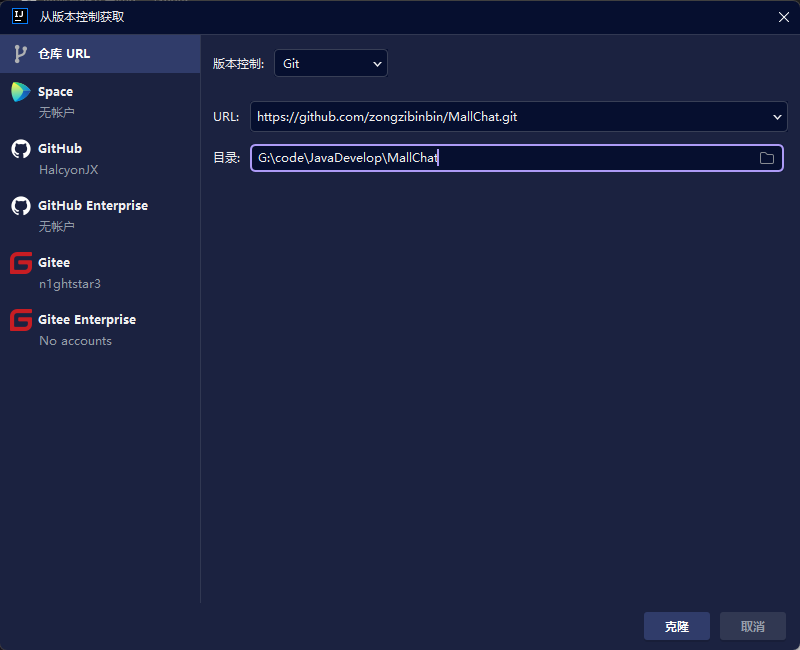 从版本控制获取
仓库 URL
Space
无帐户
GitHub
HalcyonJX
GitHub Enterprise
无帐户
Gitee
n1ghtstar3
Gitee Enterprise
No accounts
版本控制: Git
URL: https://github.com/zongzibinbin/MallChat.git
目录: G:\code\JavaDevelop\MallChat
克隆 取消